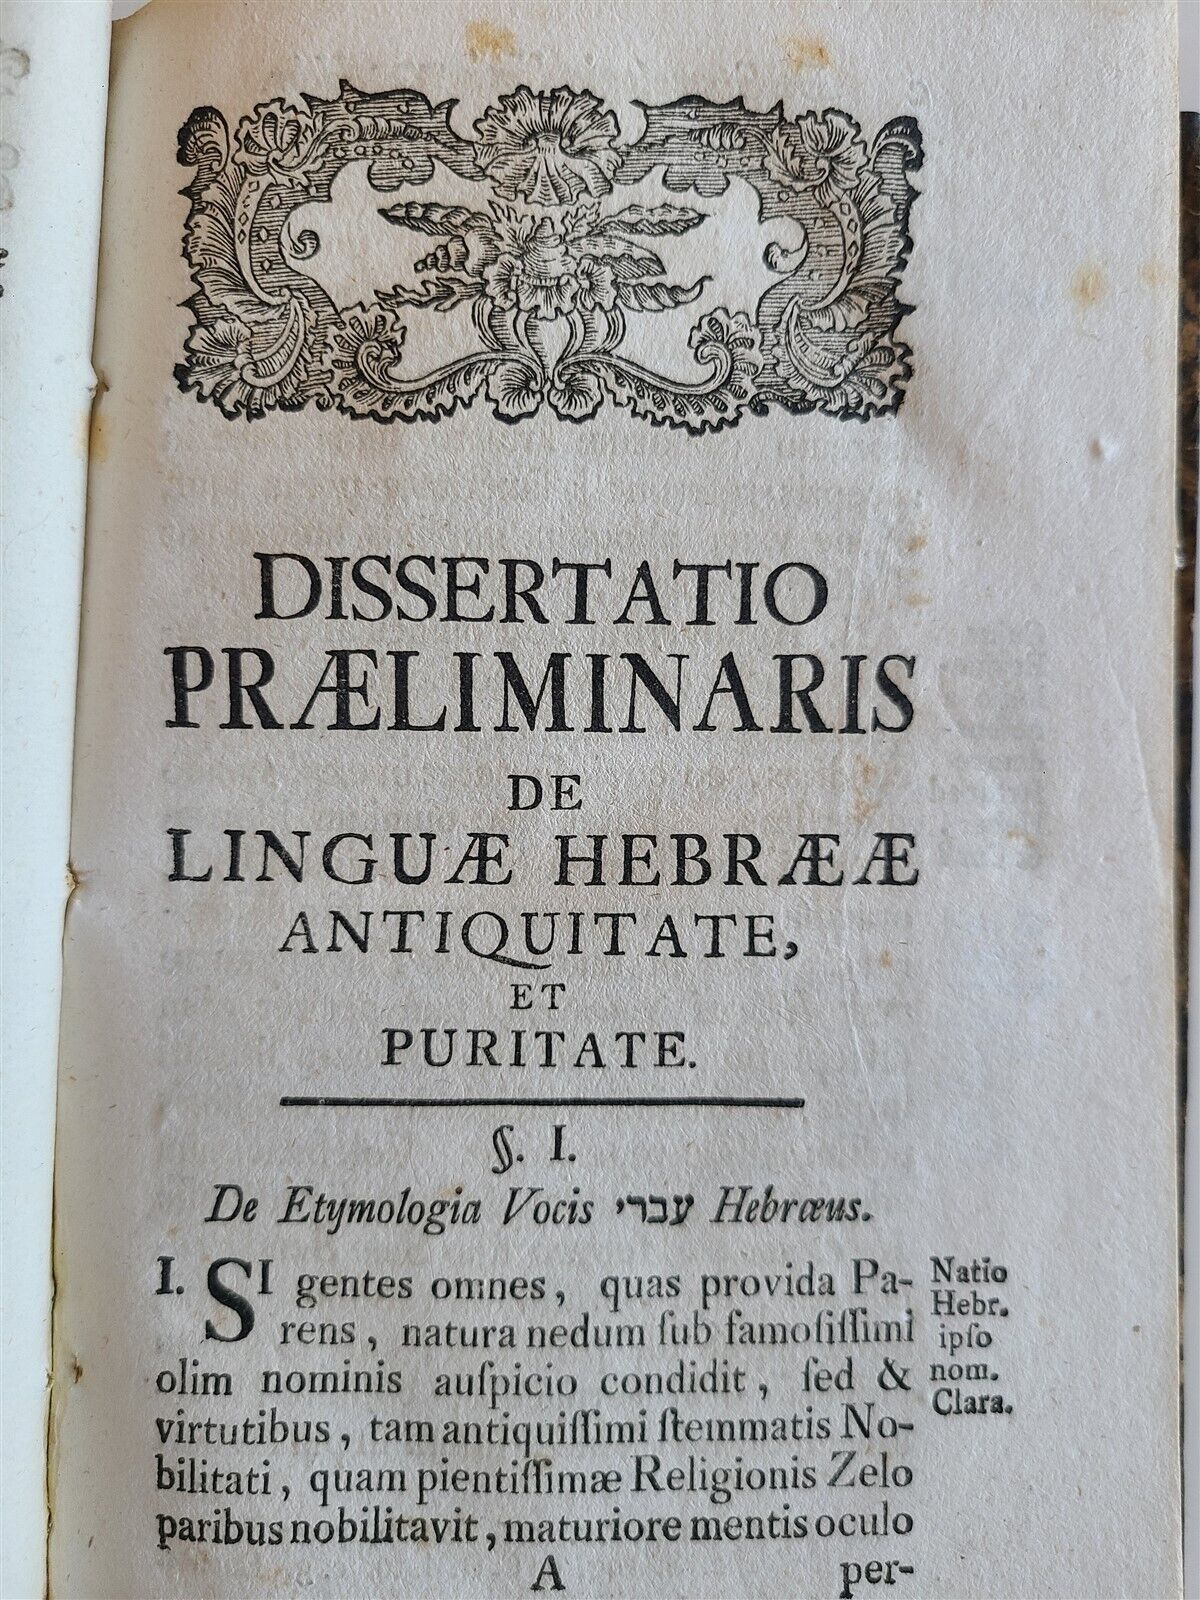 DISSERTATIO
PRÆLIMINARIS
DE
LINGUÆ HEBRÆÆ
ANTIQUITATE,
ET
PURITATE.
§. I.
De Etymologia Vocis עברי Hebræus.
I. SI gentes omnes, quas provida Pa-
rens, natura nedum ſub famoſiſſimi
olim nominis auſpicio condidit, ſed &
virtutibus, tam antiquiſſimi ſtemmatis No-
bilitati, quam pientiſſimæ Religionis Zelo
paribus nobilitavit, maturiore mentis oculo
A per-
Natio
Hebr.
ipſo
nom.
Clara.